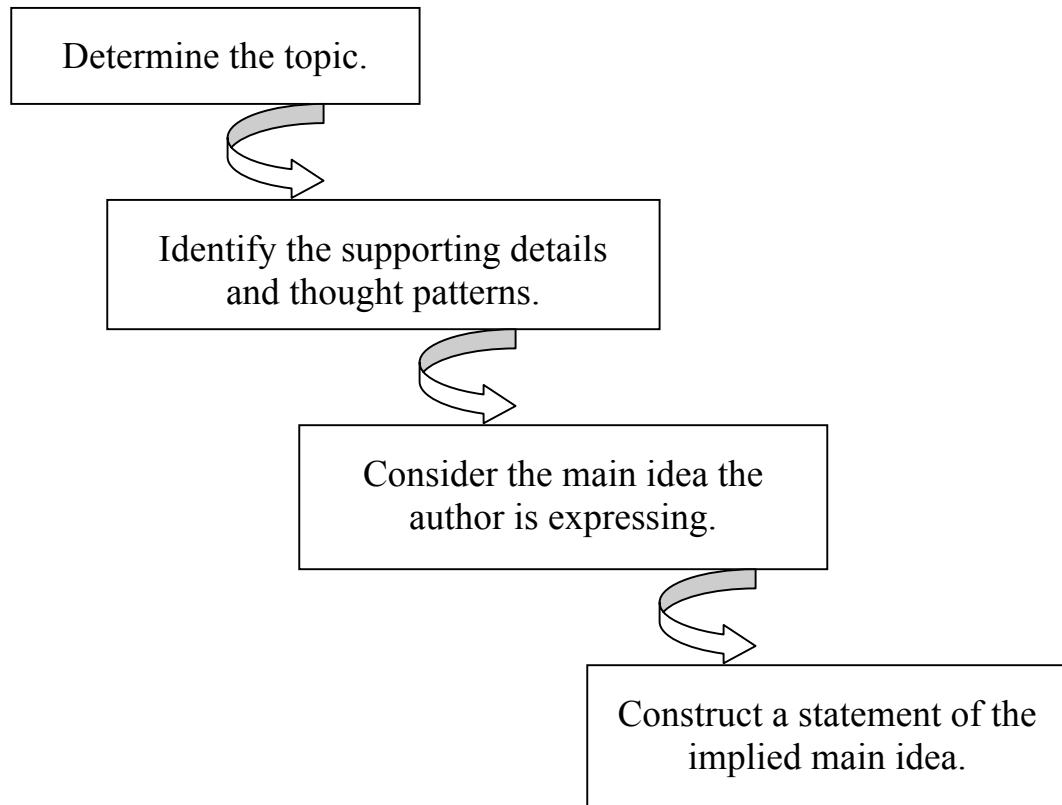 Determine the topic.
Identify the supporting details
and thought patterns.
Consider the main idea the
author is expressing.
Construct a statement of the
implied main idea.